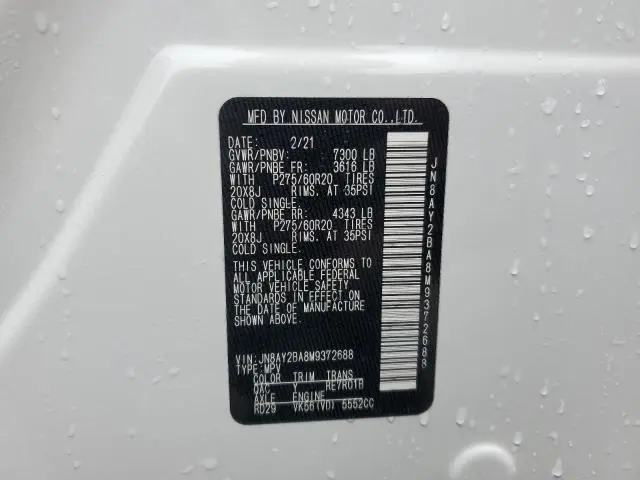 MFD BY NISSAN MOTOR CO.,LTD.
DATE: 2/21
GVWR/PNBV: 7300 LB
GAWR/PNBE FR: 3616 LB
WITH P275/60R20 TIRES
20X8J RIMS. AT 35PSI
COLD SINGLE.
GAWR/PNBE RR: 4343 LB
WITH P275/60R20 TIRES
20X8J RIMS. AT 35PSI
COLD SINGLE.
THIS VEHICLE CONFORMS TO
ALL APPLICABLE FEDERAL
MOTOR VEHICLE SAFETY
STANDARDS IN EFFECT ON
THE DATE OF MANUFACTURE
SHOWN ABOVE.
VIN:JN8AY2BA8M9372688
TYPE:MPV
COLOR TRIM TRANS
QAC Y RE7R01B
AXLE ENGINE
RD29 VK56(VD) 5552CC
JN8AY2BA8M9372688